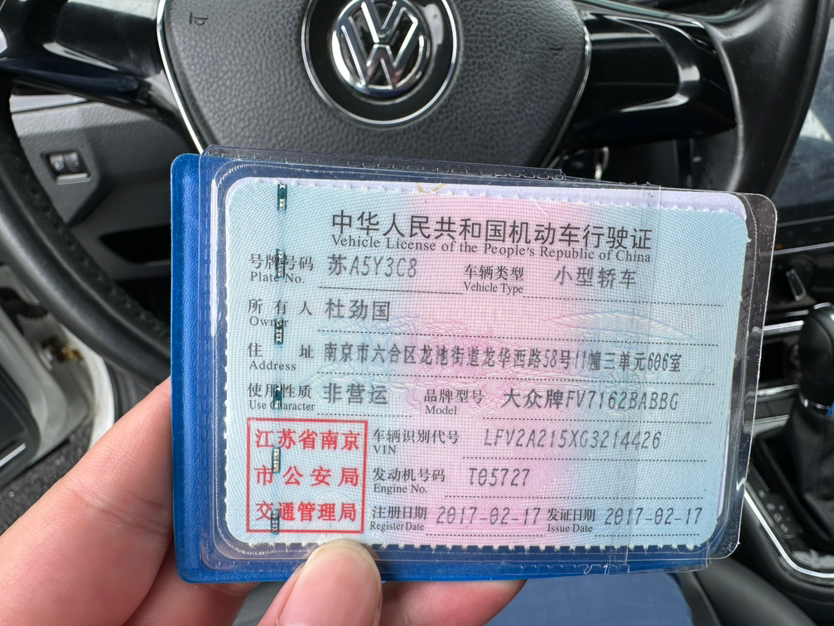 中华人民共和国机动车行驶证
Vehicle License of the People's Republic of China
号牌号码 苏A5Y3C8 车辆类型 小型轿车
Plate No. Vehicle Type
所有人 杜劲国
Owner
住址 南京市六合区龙池街道龙华西路58号11幢三单元606室
Address
使用性质 非营运 品牌型号 大众牌FV7162BABBG
Use Character Model
江苏省南京
市公安局
交通管理局
车辆识别代号 LFV2A215XG3214426
VIN
发动机号码 T05727
Engine No.
注册日期 2017-02-17 发证日期 2017-02-17
Register Date Issue Date